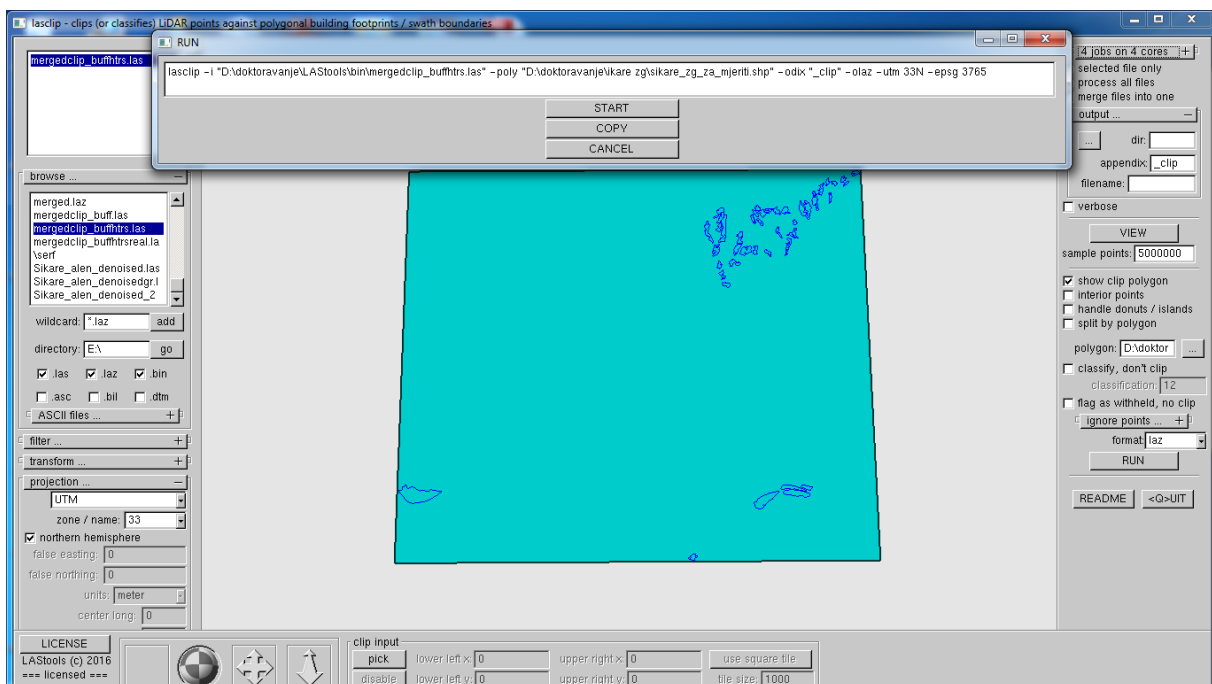 lasclip - clips (or classifies) LiDAR points against polygonal building footprints / swath boundaries
RUN
lasclip -i "D:\doktoravanje\LAStools\bin\mergedclip_buffhtrs.las" -poly "D:\doktoravanje\ikare zg\sikare_zg_za_mjeriti.shp" -odix "_clip" -olaz -utm 33N -epsg 3765
START
COPY
CANCEL
mergedclip_buffhtrs.las
browse ...
merged.laz
mergedclip_buff.las
mergedclip_buffhtrs.las
mergedclip_buffhtrsreal.la
\serf
Sikare_alen_denoised.las
Sikare_alen_denoisedgr.l
Sikare_alen_denoised_2
wildcard: *.laz add
directory: E:\ go
.las .laz .bin
.asc .bil .dtm
ASCII files ... +
filter ... +
transform ... +
projection ...
UTM
zone / name: 33
northern hemisphere
false easting: 0
false northing: 0
units: meter
center long: 0
LICENSE
LAStools (c) 2016
=== licensed ===
clip input
pick lower left x: 0 upper right x: 0 use square tile
disable lower left y: 0 upper right y: 0 tile size: 1000
4 jobs on 4 cores +
selected file only
process all files
merge files into one
output ...
... dir:
appendix: _clip
filename:
verbose
VIEW
sample points: 5000000
show clip polygon
interior points
handle donuts / islands
split by polygon
polygon: D:\doktor ...
classify, don't clip
classification: 12
flag as withheld, no clip
ignore points ... +
format: laz
RUN
README <Q>UIT